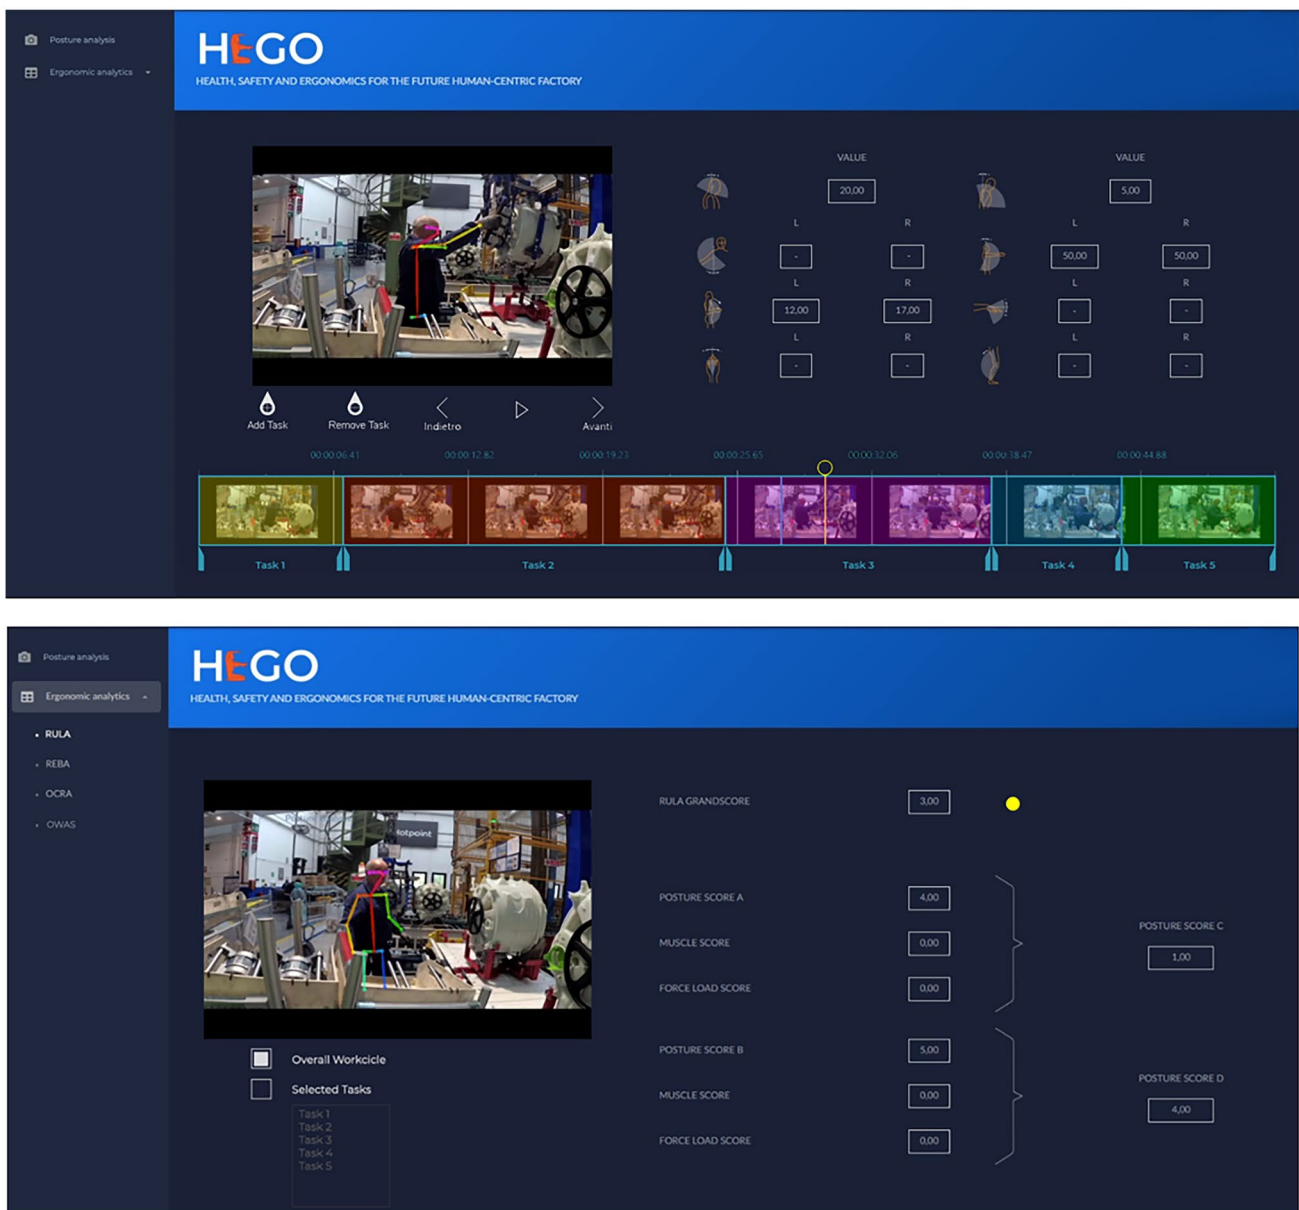 Posture analysis
Ergonomic analytics
HEGO
HEALTH, SAFETY AND ERGONOMICS FOR THE FUTURE HUMAN-CENTRIC FACTORY
VALUE VALUE
20,00 5,00
L R L R
- - 50,00 50,00
L R L R
12,00 17,00 - -
L R L R
- - - -
Add Task Remove Task Indietro Avanti
00:00:06.41 00:00:12.82 00:00:19.23 00:00:25.65 00:00:32.06 00:00:38.47 00:00:44.88
Task 1 Task 2 Task 3 Task 4 Task 5
Posture analysis
Ergonomic analytics
RULA
REBA
OCRA
OWAS
HEGO
HEALTH, SAFETY AND ERGONOMICS FOR THE FUTURE HUMAN-CENTRIC FACTORY
Hotpoint
Overall Workcicle
Selected Tasks
Task 1
Task 2
Task 3
Task 4
Task 5
RULA GRANDSCORE 3,00
POSTURE SCORE A 4,00
MUSCLE SCORE 0,00
FORCE LOAD SCORE 0,00
POSTURE SCORE C
1,00
POSTURE SCORE B 5,00
MUSCLE SCORE 0,00
FORCE LOAD SCORE 0,00
POSTURE SCORE D
4,00